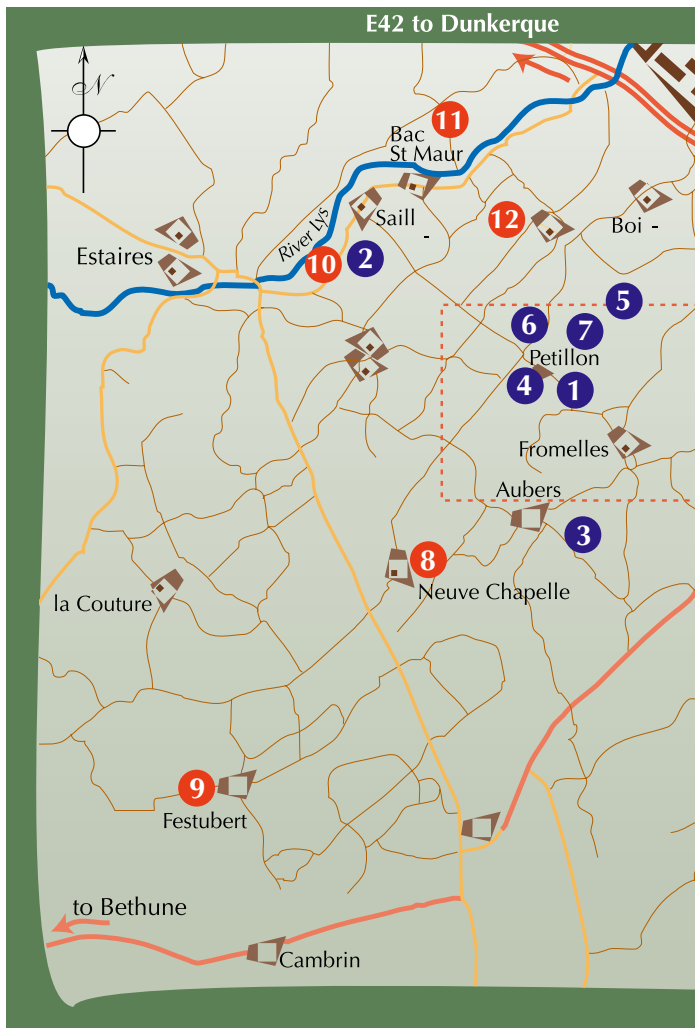 E42 to Dunkerque
N
11
Bac
St Maur
12
Saill -
Boi -
River Lys
Estaires
10
2
5
6
7
Petillon
4
1
Fromelles
Aubers
3
8
Neuve Chapelle
la Couture
9
Festubert
to Bethune
Cambrin